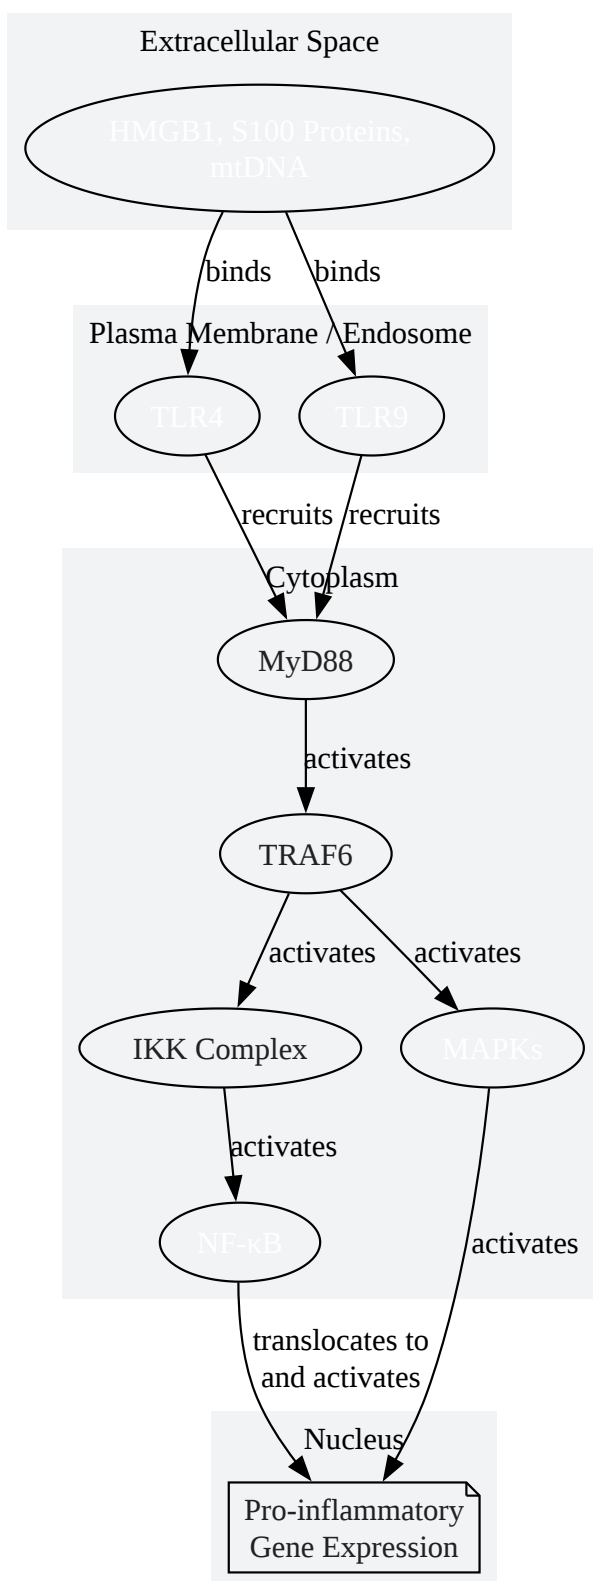 Extracellular Space
HMGB1, S100 Proteins,
mtDNA
binds
binds
Plasma Membrane / Endosome
TLR4
TLR9
recruits
recruits
Cytoplasm
MyD88
activates
TRAF6
activates
activates
IKK Complex
MAPKs
activates
NF-κB
activates
translocates to
and activates
Nucleus
Pro-inflammatory
Gene Expression